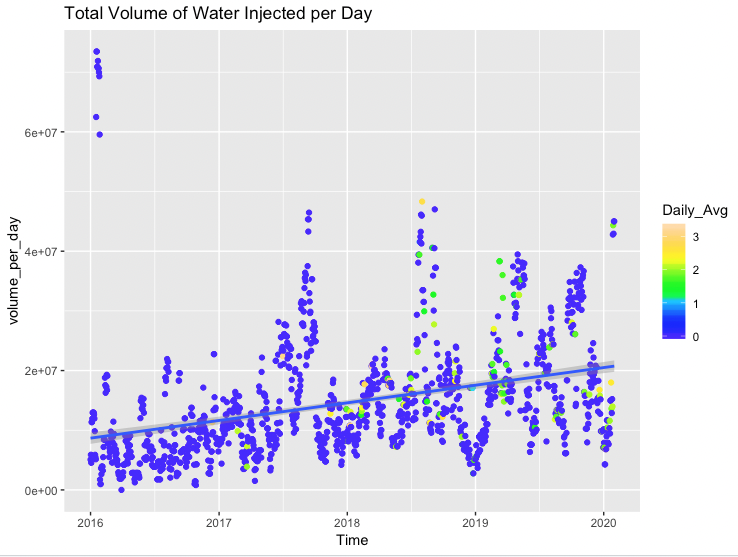 Total Volume of Water Injected per Day
volume_per_day
6e+07
4e+07
2e+07
0e+00
2016
2017
2018
2019
2020
Time
Daily_Avg
3
2
1
0